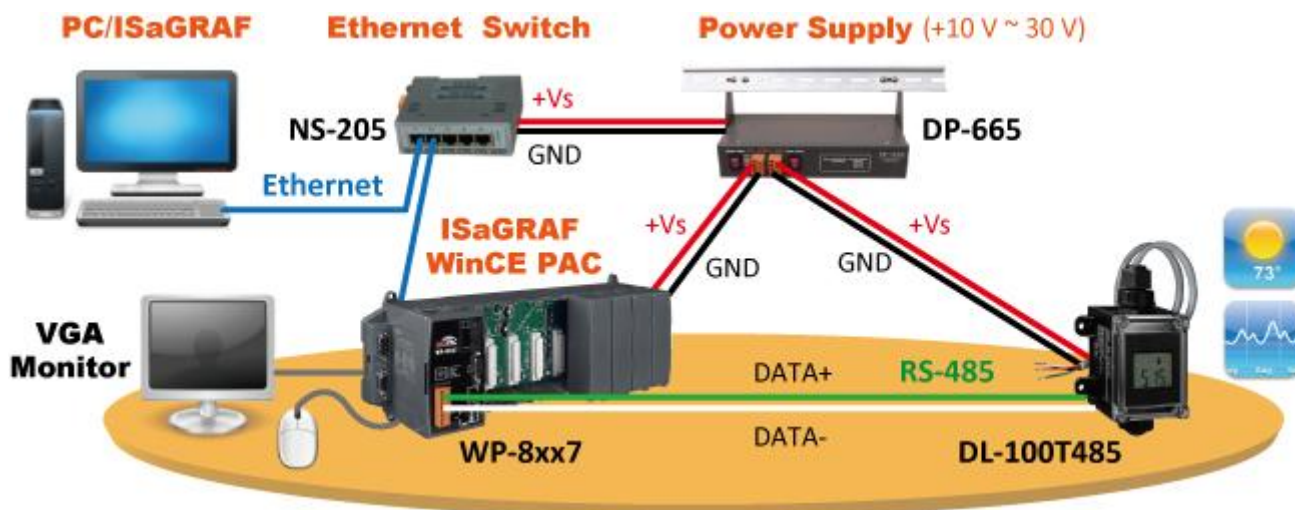 PC/ISaGRAF
Ethernet Switch
Power Supply (+10 V ~ 30 V)
NS-205
+Vs
GND
DP-665
Ethernet
ISaGRAF
WinCE PAC
+Vs
GND
+Vs
GND
73°
VGA
Monitor
DATA+
RS-485
DATA-
WP-8xx7
DL-100T485